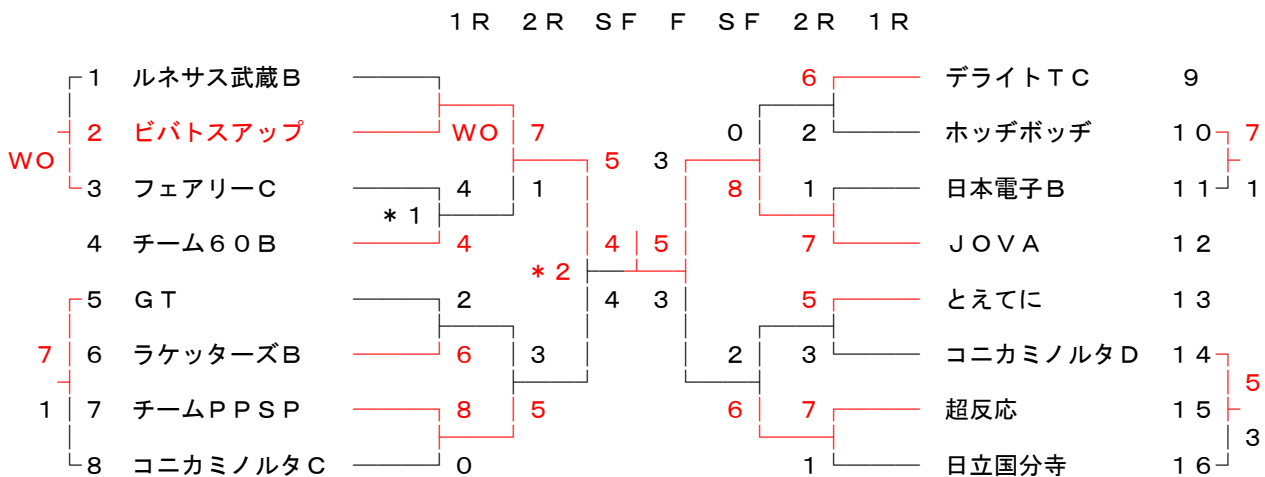 １Ｒ ２Ｒ ＳＦ Ｆ ＳＦ ２Ｒ １Ｒ
１ ルネサス武蔵Ｂ ６ デライトＴＣ ９
２ ビバトスアップ ＷＯ ７ ０ ２ ホッヂボッヂ １０ ７
ＷＯ ５ ３
３ フェアリーＣ ４ １ ８ １ 日本電子Ｂ １１ １
＊１
４ チーム６０Ｂ ４ ４ ５ ７ ＪＯＶＡ １２
＊２
５ ＧＴ ２ ４ ３ ５ とえてに １３
７ ６ ラケッターズＢ ６ ３ ２ ３ コニカミノルタＤ １４
５
１ ７ チームＰＰＳＰ ８ ５ ６ ７ 超反応 １５
３
８ コニカミノルタＣ ０ １ 日立国分寺 １６